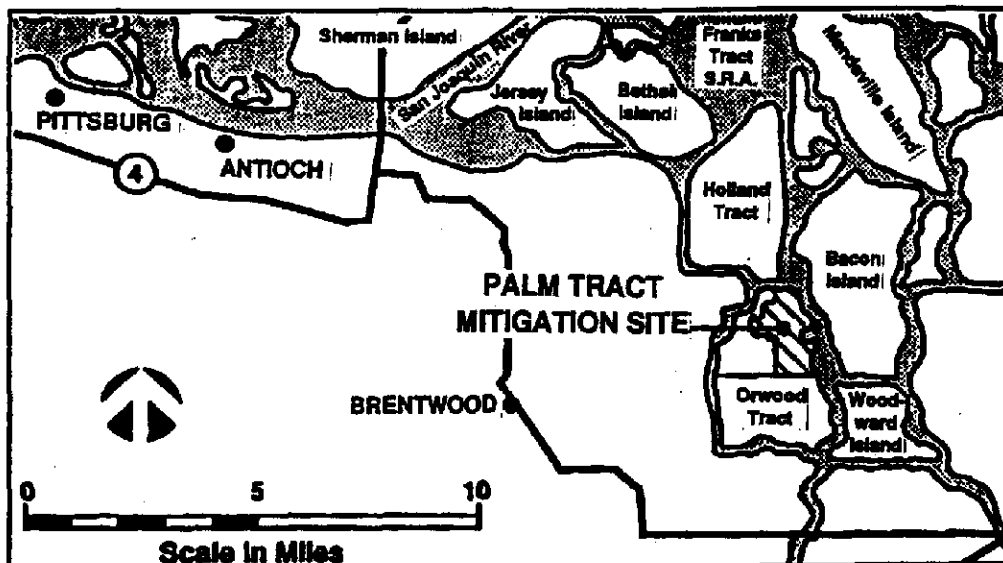 Sherman Island
San Joaquin River
Jersey
Island
Bethel
Island
Franks
Tract
S.R.A.
Mandeville Island
PITTSBURG
ANTIOCH
4
Holland
Tract
Bacon
Island
PALM TRACT
MITIGATION SITE
BRENTWOOD
Orwood
Tract
Wood-
ward
Island
0 5 10
Scale in Miles